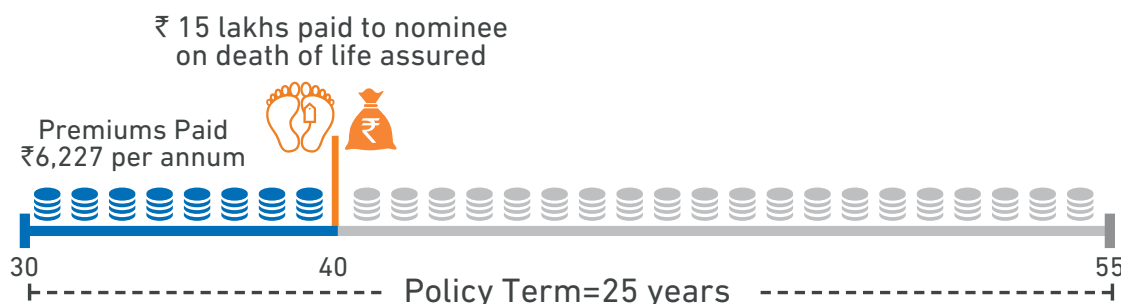 ₹ 15 lakhs paid to nominee
on death of life assured
Premiums Paid
₹6,227 per annum
₹
30
40
55
Policy Term=25 years